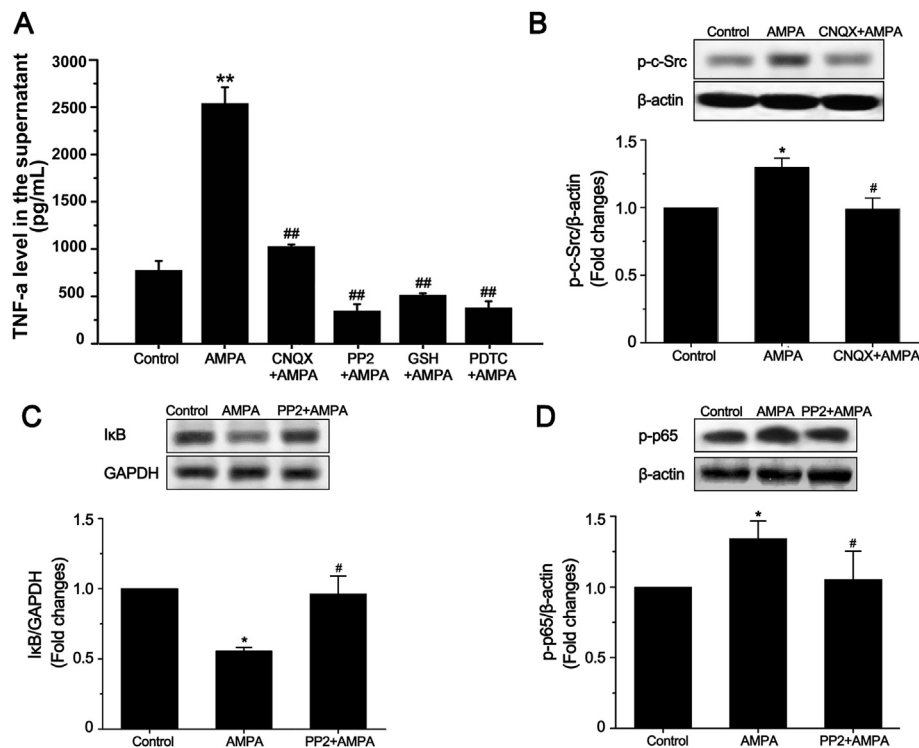 A
TNF-a level in the supernatant
(pg/mL)
3000
2500
2000
1500
1000
500
0
**
##
##
##
##
Control
AMPA
CNQX
+AMPA
PP2
+AMPA
GSH
+AMPA
PDTC
+AMPA
B
Control AMPA CNQX+AMPA
p-c-Src
β-actin
p-c-Src/β-actin
(Fold changes)
1.5
1.0
0.5
0
*
#
Control AMPA CNQX+AMPA
C
Control AMPA PP2+AMPA
IκB
GAPDH
IκB/GAPDH
(Fold changes)
1.5
1.0
0.5
0
*
#
Control AMPA PP2+AMPA
D
Control AMPA PP2+AMPA
p-p65
β-actin
p-p65/β-actin
(Fold changes)
1.5
1.0
0.5
0
*
#
Control AMPA PP2+AMPA